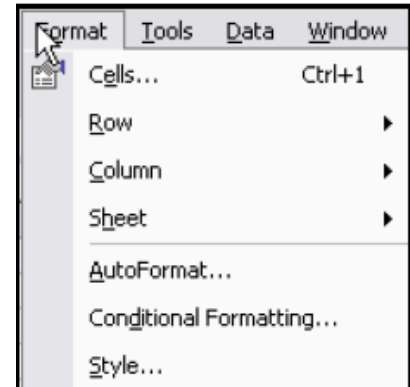 Format Tools Data Window
Cells... Ctrl+1
Row
Column
Sheet
AutoFormat...
Conditional Formatting...
Style...